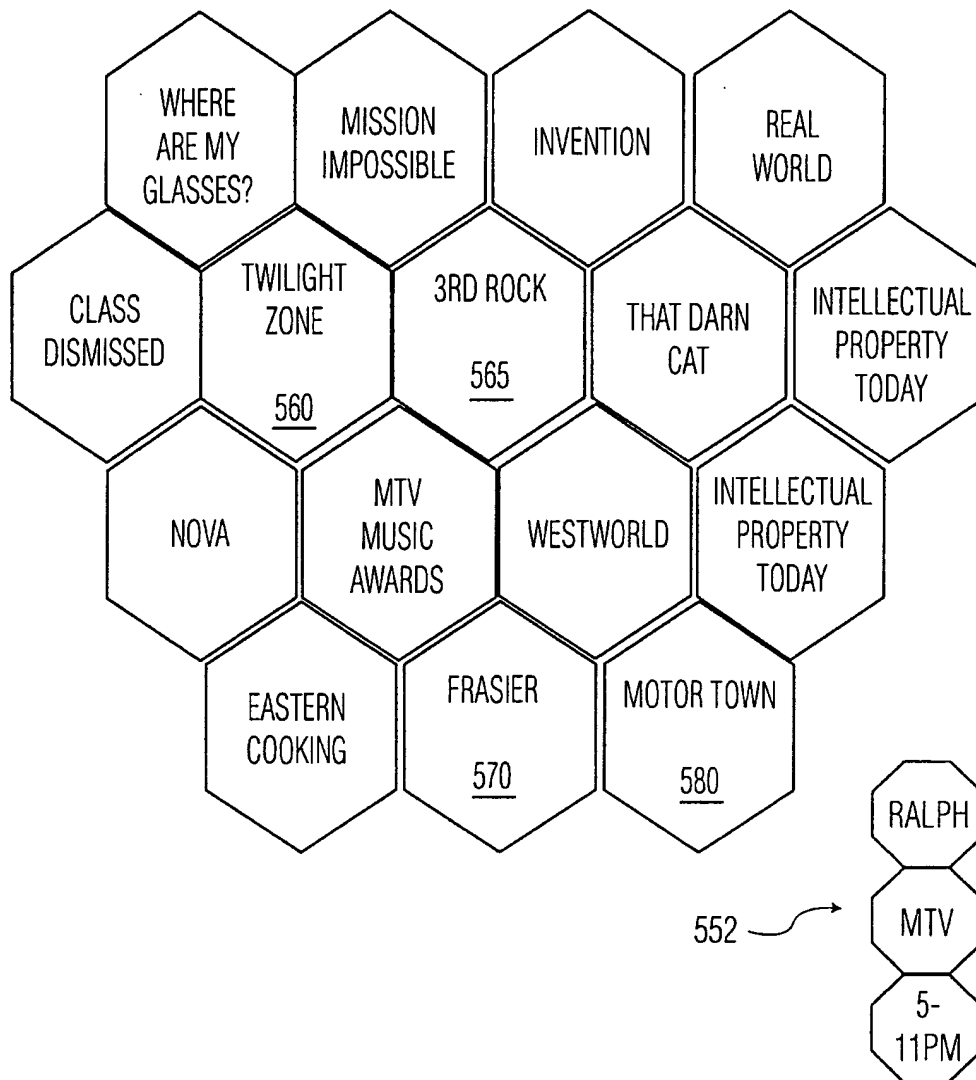 WHERE
ARE MY
GLASSES?
MISSION
IMPOSSIBLE
INVENTION
REAL
WORLD
CLASS
DISMISSED
TWILIGHT
ZONE
560
3RD ROCK
565
THAT DARN
CAT
INTELLECTUAL
PROPERTY
TODAY
NOVA
MTV
MUSIC
AWARDS
WESTWORLD
INTELLECTUAL
PROPERTY
TODAY
EASTERN
COOKING
FRASIER
570
MOTOR TOWN
580
RALPH
552
MTV
5-
11PM